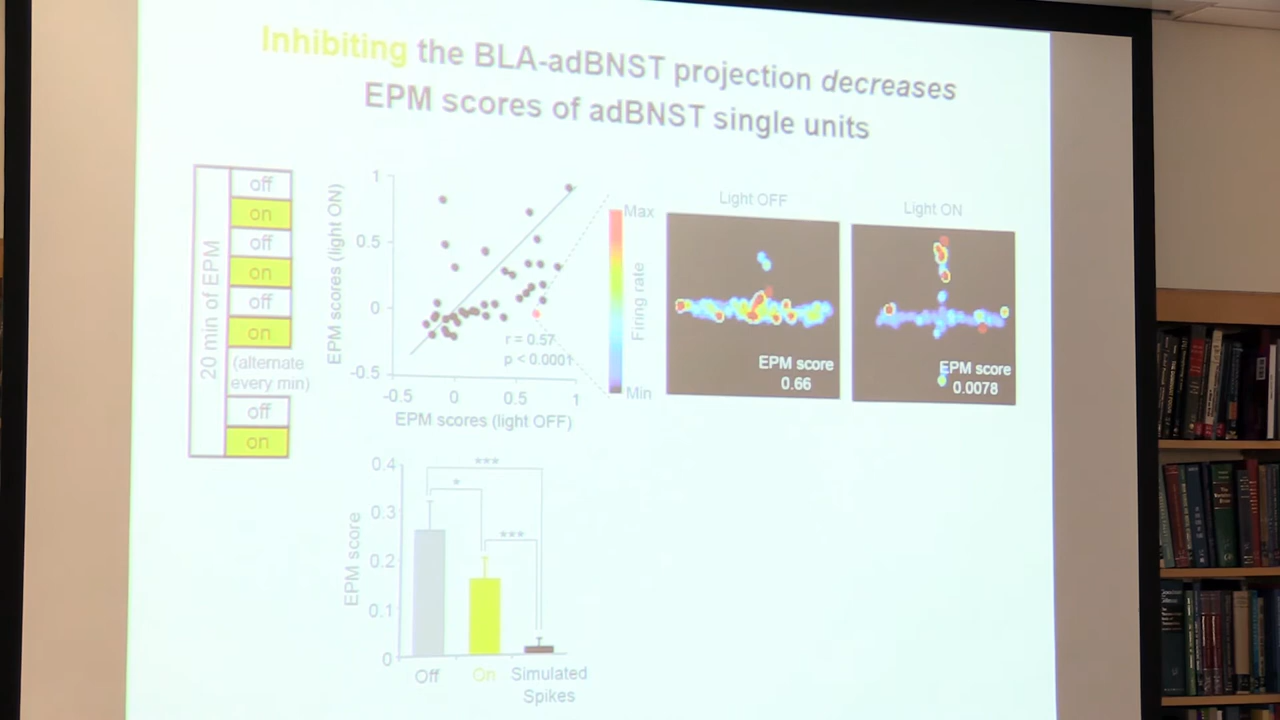 Inhibiting the BLA-adBNST projection decreases
EPM scores of adBNST single units
20 min of EPM
off
on
off
on
off
on
(alternate
every min)
off
on
EPM scores (light ON)
1
0.5
0
-0.5
-0.5
0
0.5
1
EPM scores (light OFF)
r = 0.57
p < 0.0001
Max
Firing rate
Min
Light OFF
EPM score
0.66
Light ON
EPM score
0.0078
EPM score
0.4
0.3
0.2
0.1
0
***
*
***
Off
On
Simulated
Spikes